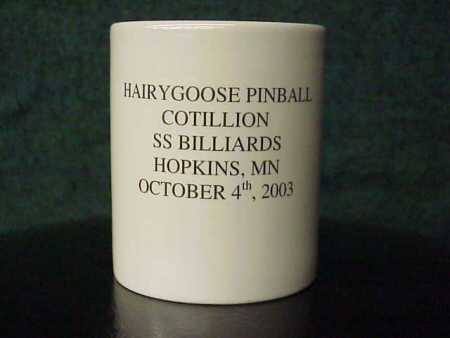 HAIRYGOOSE PINBALL
COTILLION
SS BILLIARDS
HOPKINS, MN
OCTOBER 4th, 2003